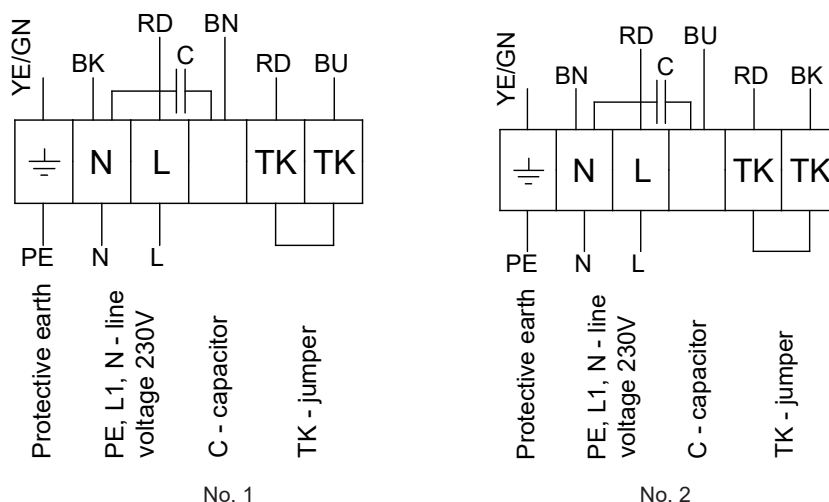 YE/GN
BK
RD
C
BN
RD
BU
N
L
TK
TK
PE
N
L
Protective earth
PE, L1, N - line
voltage 230V
C - capacitor
TK - jumper
No. 1
YE/GN
BN
RD
C
BU
RD
BK
N
L
TK
TK
PE
N
L
Protective earth
PE, L1, N - line
voltage 230V
C - capacitor
TK - jumper
No. 2